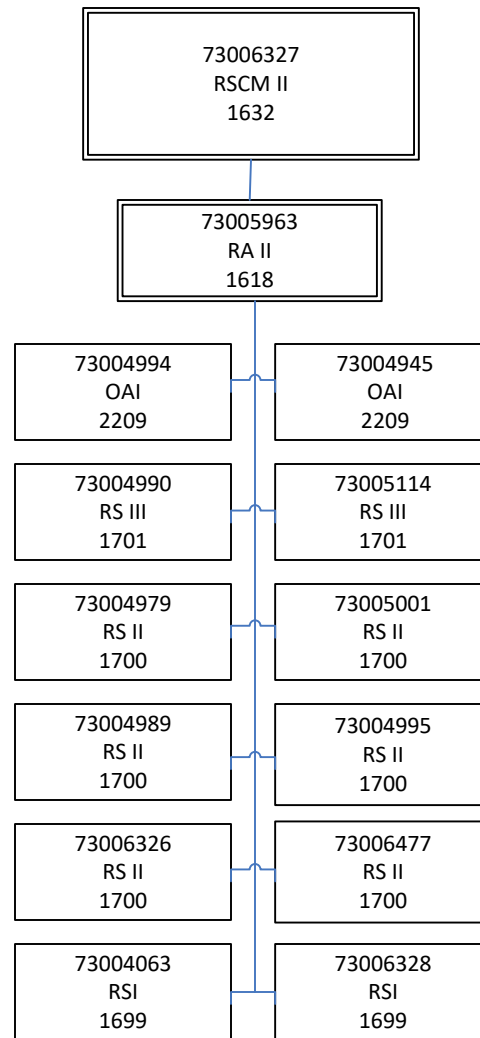 73006327
RSCM II
1632
73005963
RA II
1618
73004994
OAI
2209
73004945
OAI
2209
73004990
RS III
1701
73005114
RS III
1701
73004979
RS II
1700
73005001
RS II
1700
73004989
RS II
1700
73004995
RS II
1700
73006326
RS II
1700
73006477
RS II
1700
73004063
RSI
1699
73006328
RSI
1699